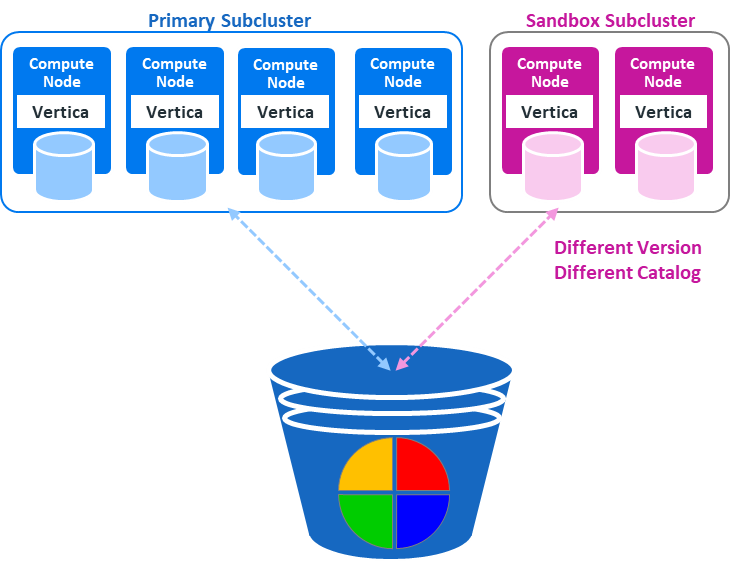 Primary Subcluster
Sandbox Subcluster
Compute
Node
Vertica
Compute
Node
Vertica
Compute
Node
Vertica
Compute
Node
Vertica
Compute
Node
Vertica
Compute
Node
Vertica
Different Version
Different Catalog